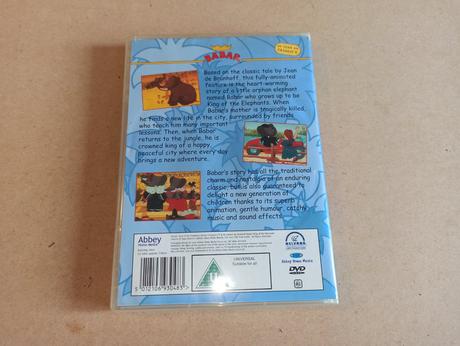 BABAR
Based on the classic tale by Jean
de Brunhoff, this fully-animated
feature is the heart-warming
story of a little orphan elephant
named Babar who grows up to be
King of the Elephants. When
Babar's mother is tragically killed,
he finds a new life in the city, surrounded by friends
who teach him many important
lessons. Then, when Babar
returns to the jungle, he is
crowned king of a happy
peaceful city where every day
brings a new adventure.
Babar's story has all the traditional
charm and nostalgia of an enduring
classic, but is also guaranteed to
delight a new generation of
children thanks to its superb
animation, gentle humour, catchy
music and sound effects.
Abbey
Home Media
U
UNIVERSAL
Suitable for all
NELVANA
Abbey Home Media
DVD
5 012106 930483 >